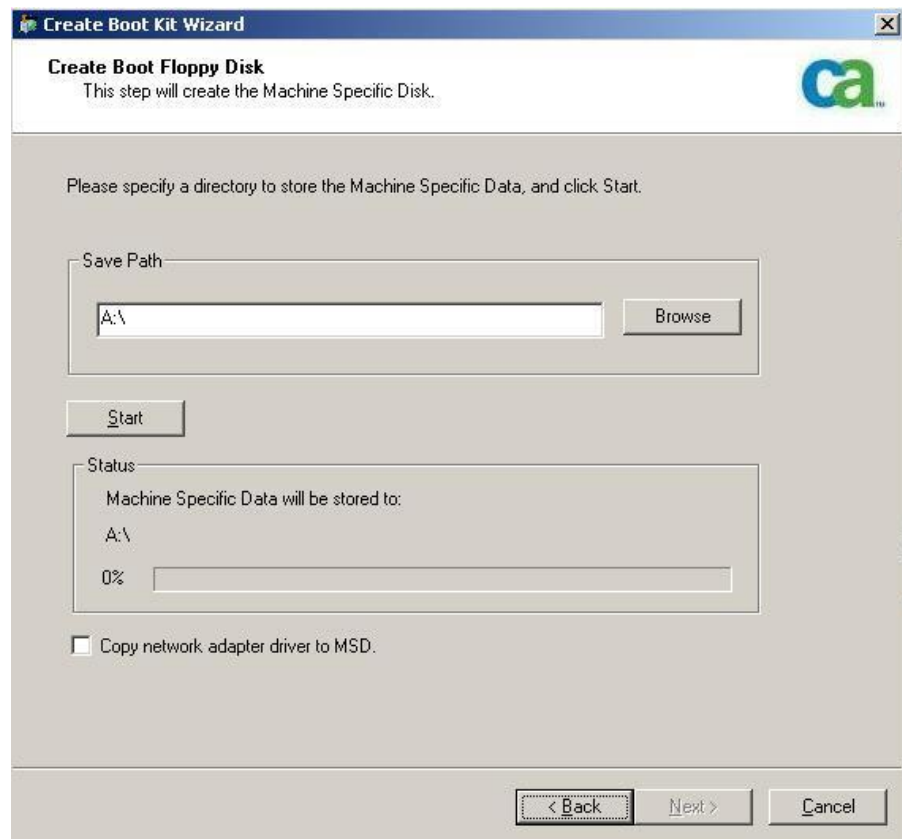 Create Boot Kit Wizard
Create Boot Floppy Disk
This step will create the Machine Specific Disk.
ca™
Please specify a directory to store the Machine Specific Data, and click Start.
Save Path
A:\
Browse
Start
Status
Machine Specific Data will be stored to:
A:\
0%
Copy network adapter driver to MSD.
< Back
Next >
Cancel